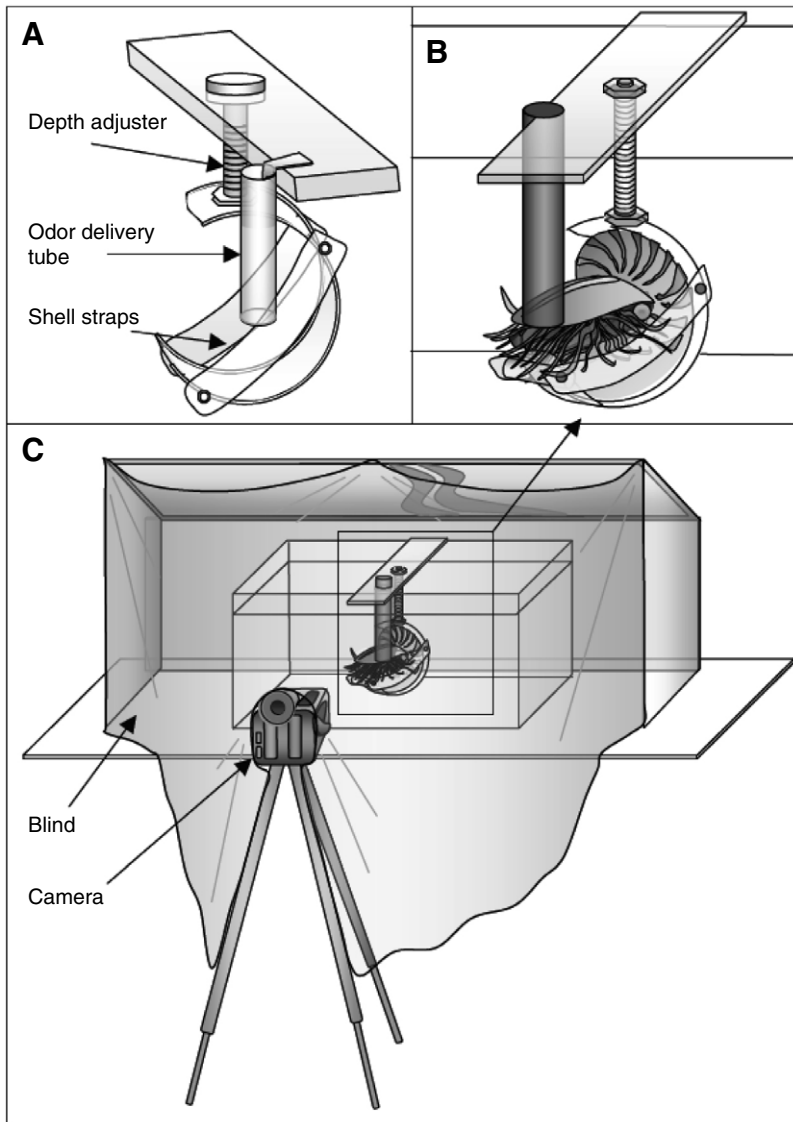 A
Depth adjuster
Odor delivery
tube
Shell straps
B
C
Blind
Camera